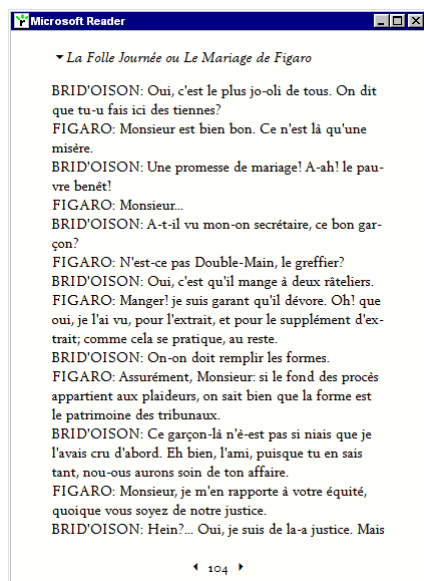 Microsoft Reader
La Folle Journée ou Le Mariage de Figaro
BRID'OISON: Oui, c'est le plus jo-oli de tous. On dit
que tu-u fais ici des tiennes?
FIGARO: Monsieur est bien bon. Ce n'est là qu'une
misère.
BRID'OISON: Une promesse de mariage! A-ah! le pau-
vre benêt!
FIGARO: Monsieur...
BRID'OISON: A-t-il vu mon-on secrétaire, ce bon gar-
çon?
FIGARO: N'est-ce pas Double-Main, le greffier?
BRID'OISON: Oui, c'est qu'il mange à deux râteliers.
FIGARO: Manger! je suis garant qu'il dévore. Oh! que
oui, je l'ai vu, pour l'extrait, et pour le supplément d'ex-
trait; comme cela se pratique, au reste.
BRID'OISON: On-on doit remplir les formes.
FIGARO: Assurément, Monsieur: si le fond des procès
appartient aux plaideurs, on sait bien que la forme est
le patrimoine des tribunaux.
BRID'OISON: Ce garçon-là n'è-est pas si niais que je
l'avais cru d'abord. Eh bien, l'ami, puisque tu en sais
tant, nou-ous aurons soin de ton affaire.
FIGARO: Monsieur, je m'en rapporte à votre équité,
quoique vous soyez de notre justice.
BRID'OISON: Hein?... Oui, je suis de la-a justice. Mais
104